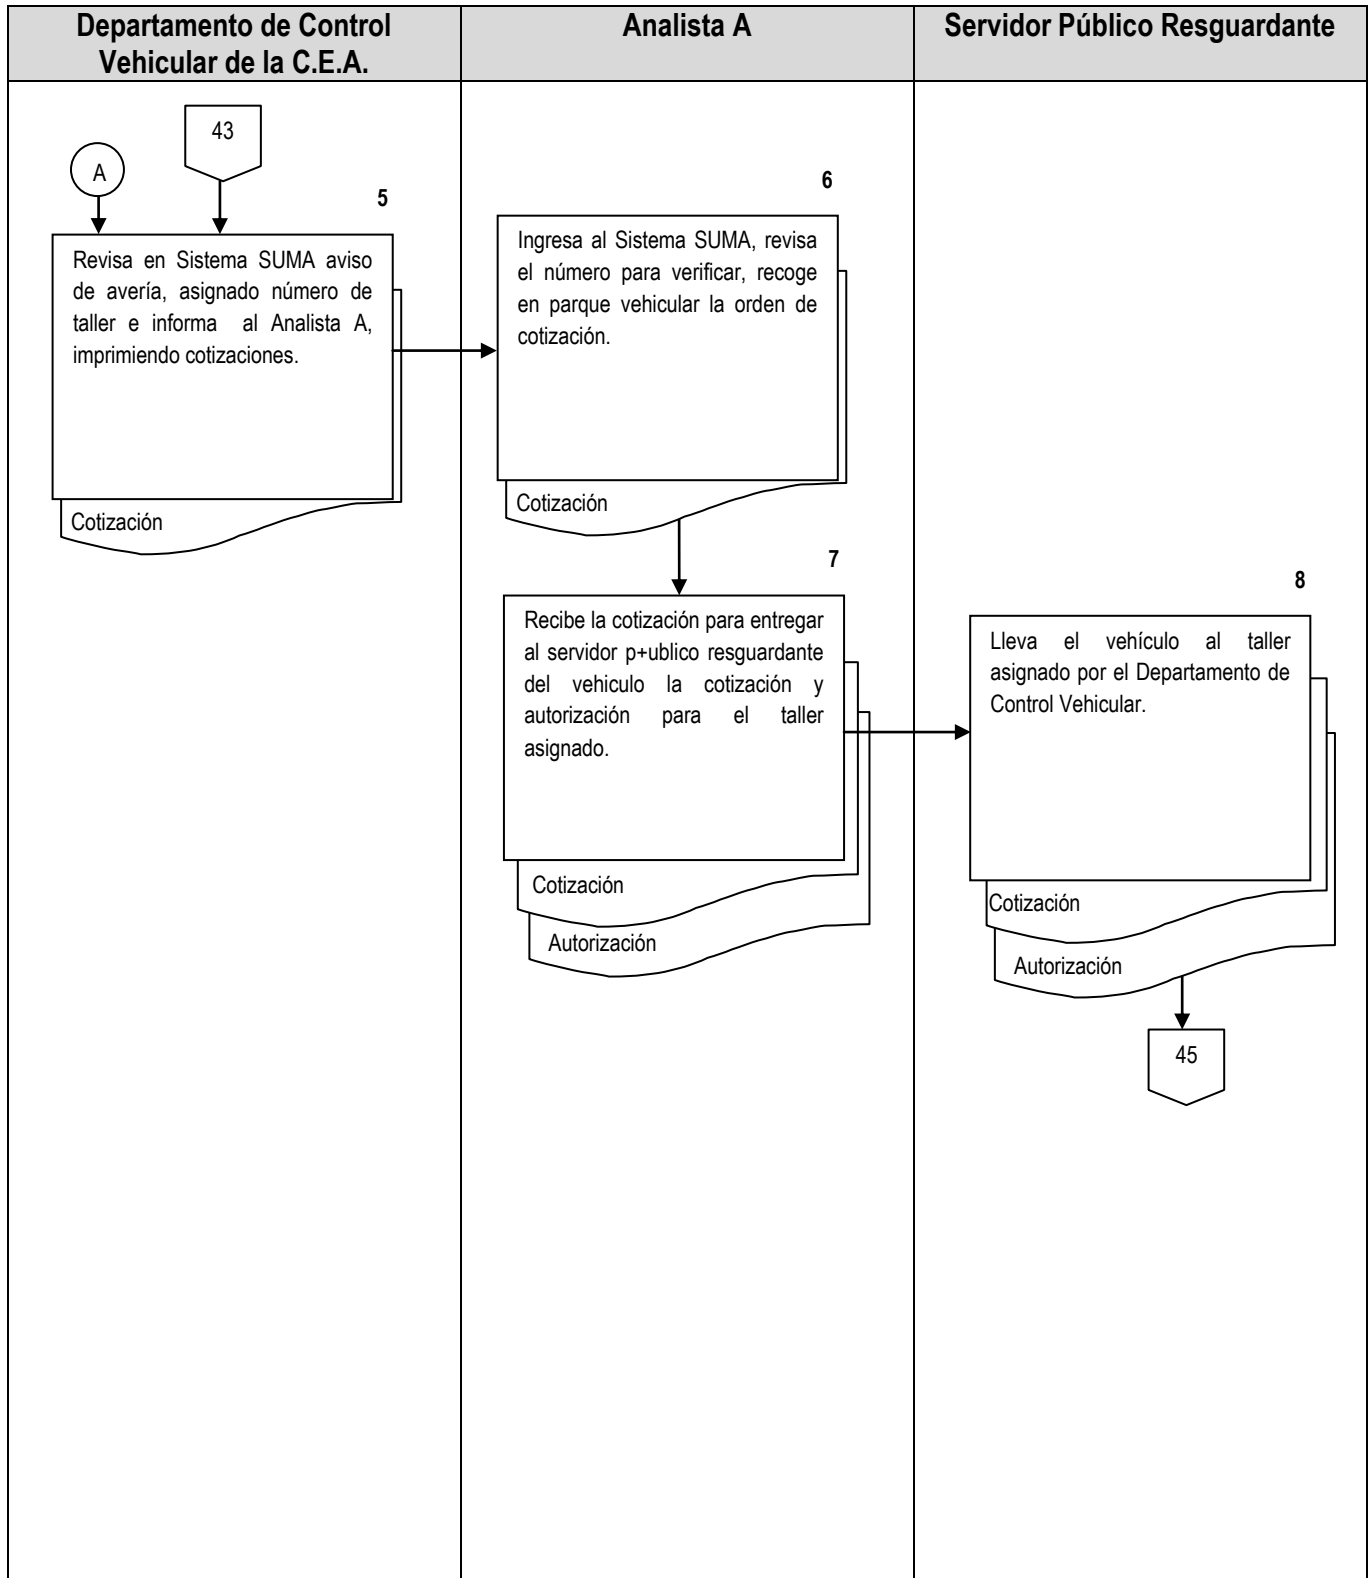 Departamento de Control
Vehicular de la C.E.A.
Analista A
Servidor Público Resguardante
43
A
5
Revisa en Sistema SUMA aviso
de avería, asignado número de
taller e informa al Analista A,
imprimiendo cotizaciones.
Cotización
6
Ingresa al Sistema SUMA, revisa
el número para verificar, recoge
en parque vehicular la orden de
cotización.
Cotización
7
Recibe la cotización para entregar
al servidor p+ublico resguardante
del vehiculo la cotización y
autorización para el taller
asignado.
Cotización
Autorización
8
Lleva el vehículo al taller
asignado por el Departamento de
Control Vehicular.
Cotización
Autorización
45